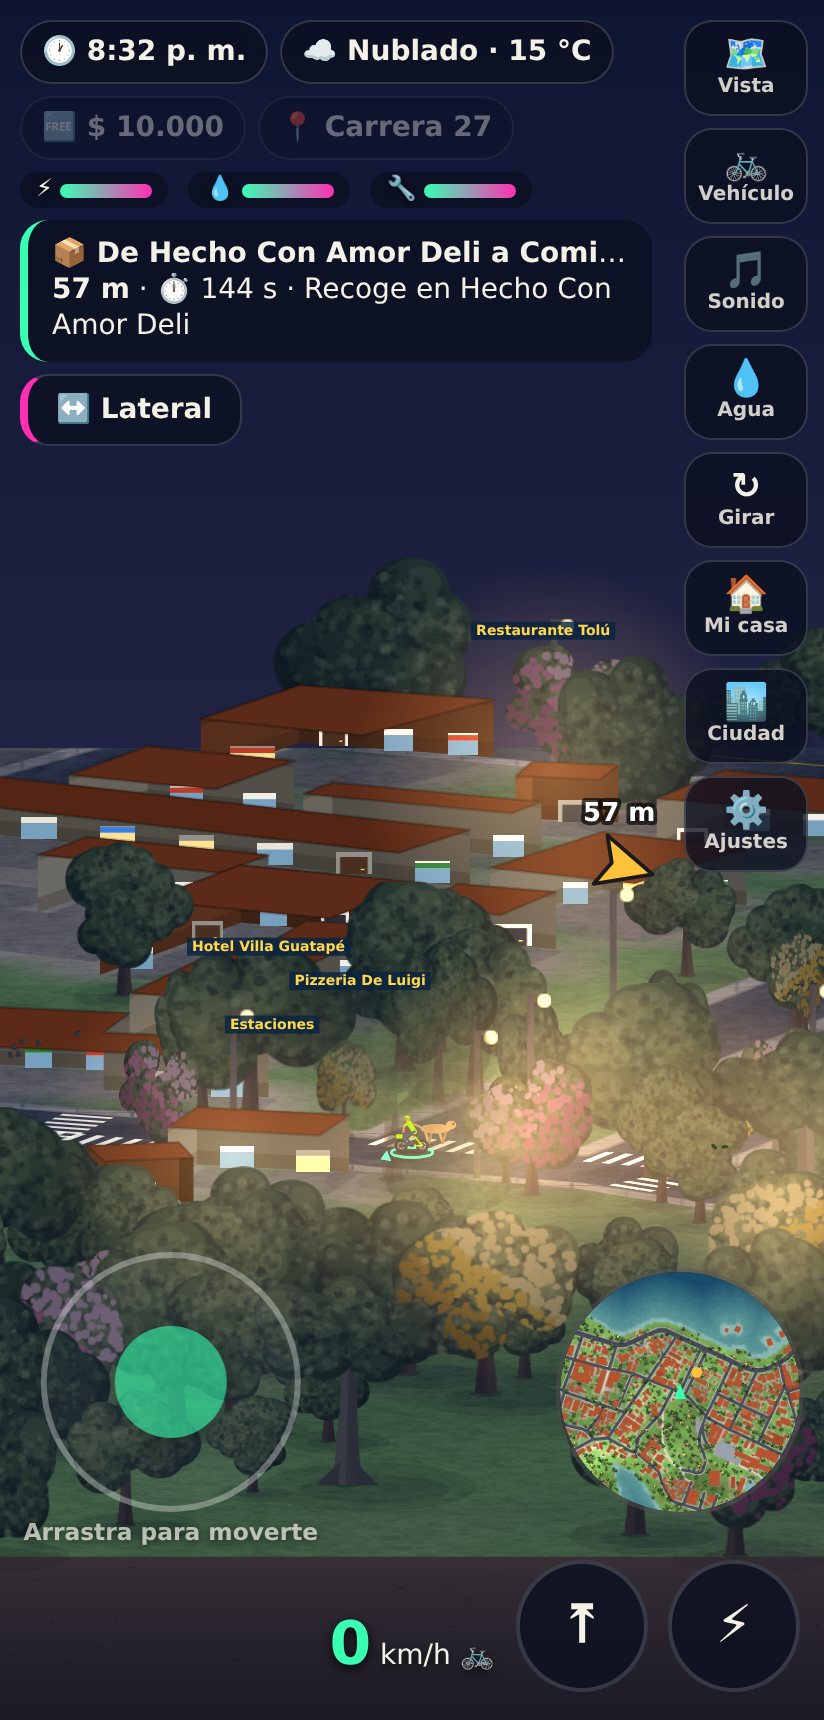 8:32 p. m.
Nublado · 15 °C
FREE $ 10.000
Carrera 27
De Hecho Con Amor Deli a Comi…
57 m · 144 s · Recoge en Hecho Con
Amor Deli
Lateral
Vista
Vehículo
Sonido
Agua
Girar
Mi casa
Ciudad
Ajustes
Restaurante Tolú
57 m
Hotel Villa Guatapé
Pizzeria De Luigi
Estaciones
Arrastra para moverte
0 km/h